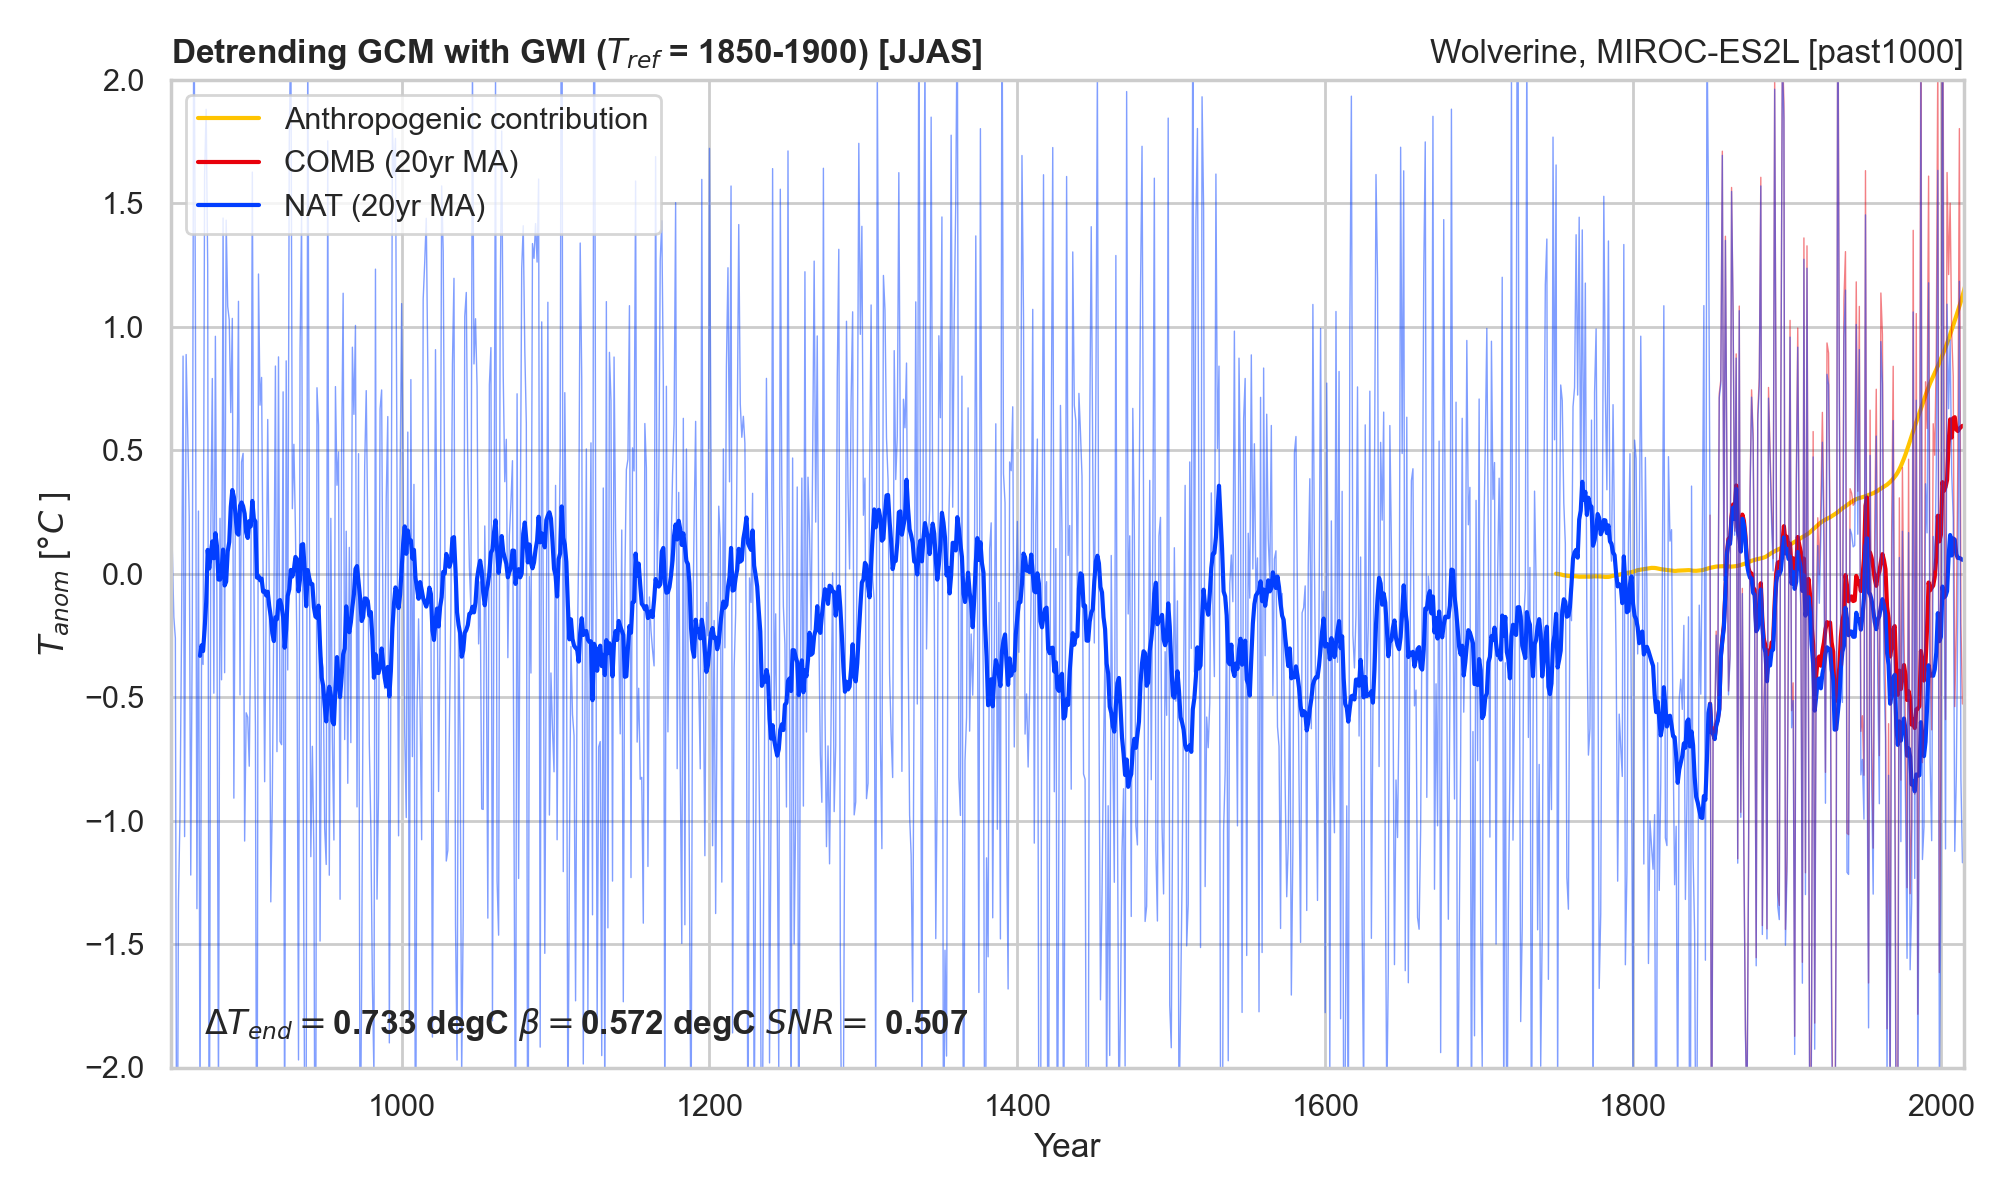 Detrending GCM with GWI (T_ref = 1850-1900) [JJAS]
Wolverine, MIROC-ES2L [past1000]
2.0
1.5
1.0
0.5
0.0
−0.5
−1.0
−1.5
−2.0
T_anom [°C ]
Anthropogenic contribution
COMB (20yr MA)
NAT (20yr MA)
ΔT_end = 0.733 degC β = 0.572 degC SNR = 0.507
1000 1200 1400 1600 1800 2000
Year